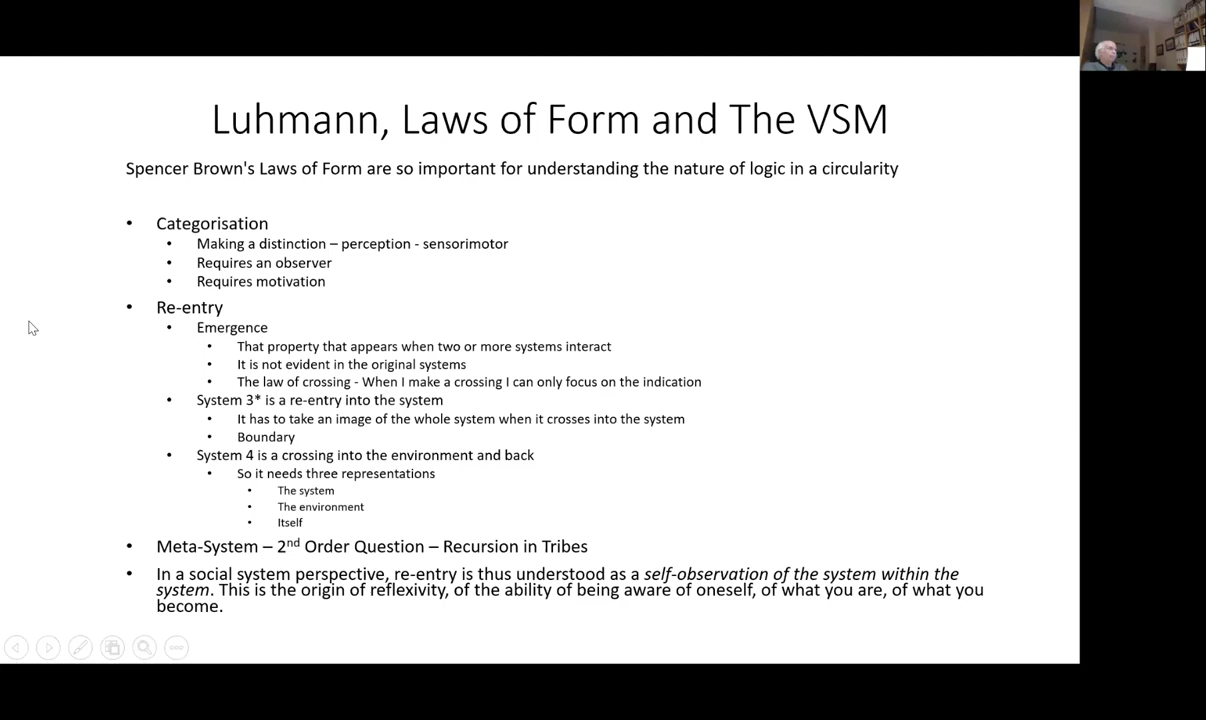 Luhmann, Laws of Form and The VSM
Spencer Brown's Laws of Form are so important for understanding the nature of logic in a circularity
• Categorisation
• Making a distinction – perception - sensorimotor
• Requires an observer
• Requires motivation
• Re-entry
• Emergence
• That property that appears when two or more systems interact
• It is not evident in the original systems
• The law of crossing - When I make a crossing I can only focus on the indication
• System 3* is a re-entry into the system
• It has to take an image of the whole system when it crosses into the system
• Boundary
• System 4 is a crossing into the environment and back
• So it needs three representations
• The system
• The environment
• Itself
• Meta-System – 2nd Order Question – Recursion in Tribes
• In a social system perspective, re-entry is thus understood as a self-observation of the system within the
system. This is the origin of reflexivity, of the ability of being aware of oneself, of what you are, of what you
become.